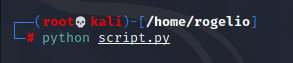 ┌──(root💀kali)-[/home/rogelio]
└─# python script.py